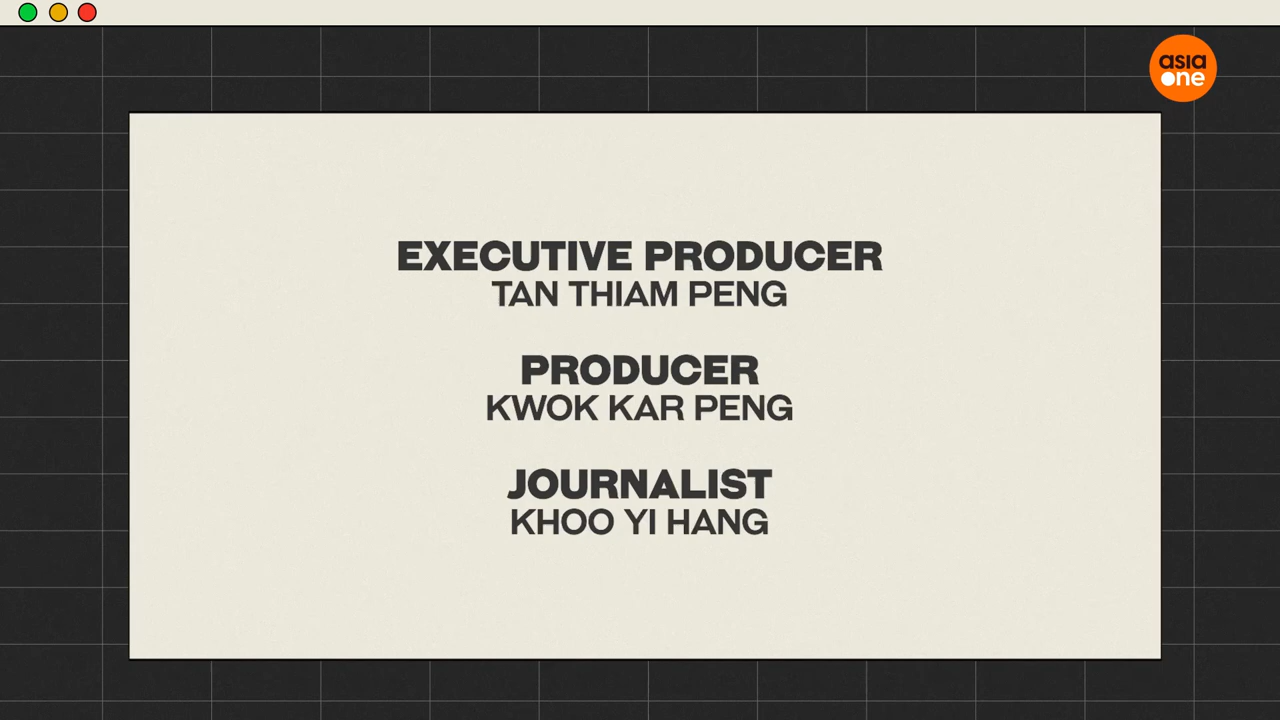 asia
one
EXECUTIVE PRODUCER
TAN THIAM PENG
PRODUCER
KWOK KAR PENG
JOURNALIST
KHOO YI HANG